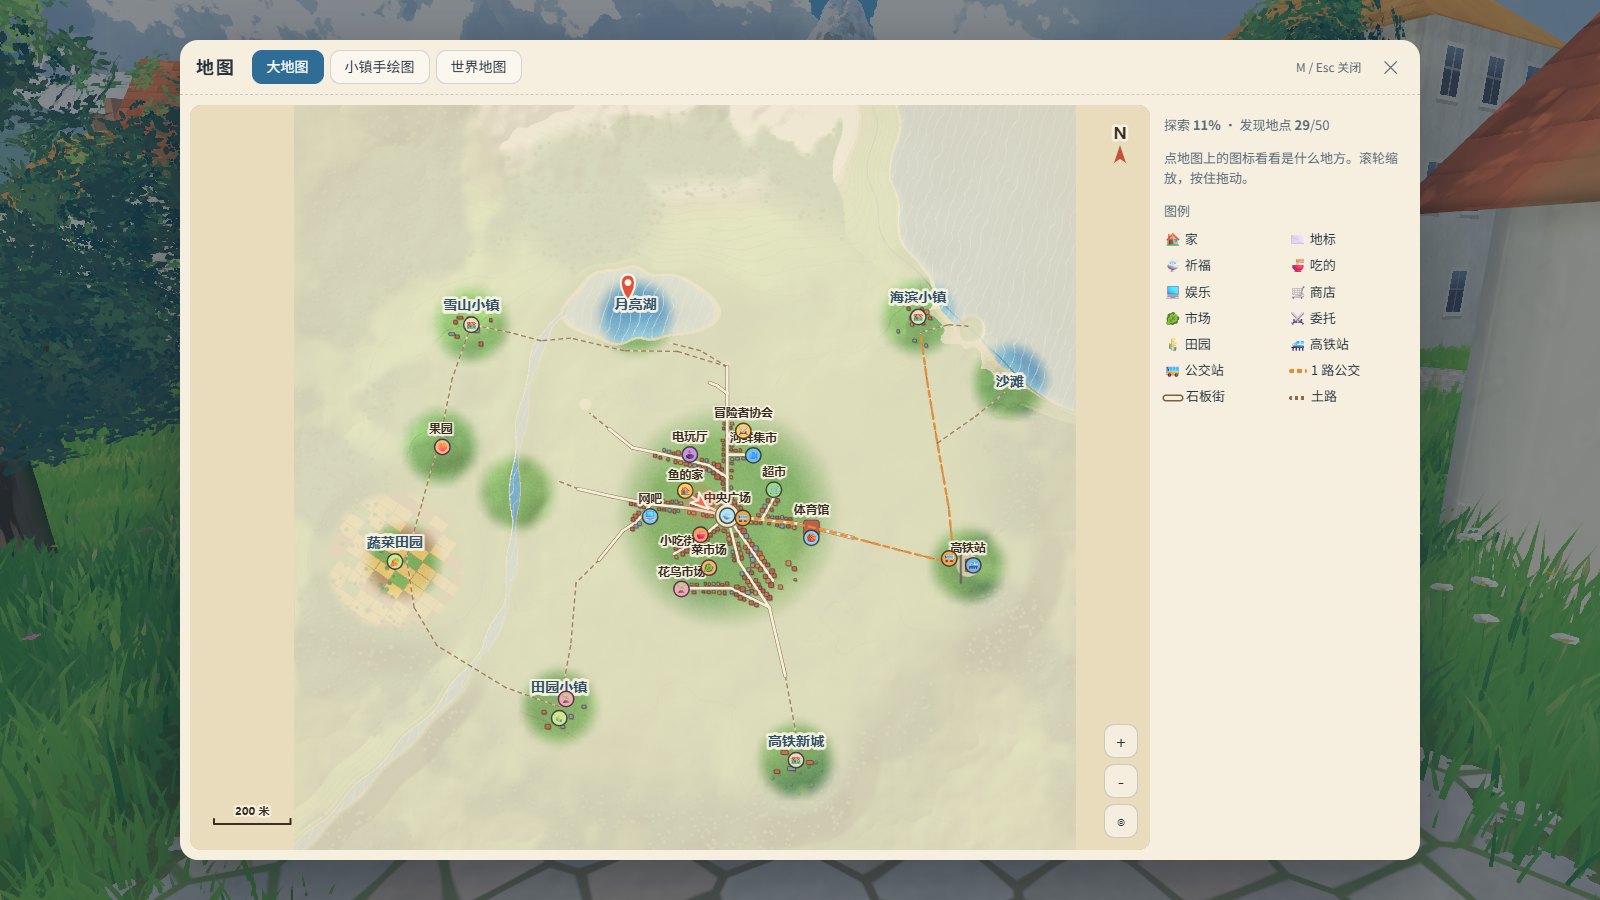 地图
大地图
小镇手绘图
世界地图
M / Esc 关闭
N
探索 11% · 发现地点 29/50
点地图上的图标看看是什么地方。滚轮缩
放，按住拖动。
图例
家
地标
祈福
吃的
娱乐
商店
市场
委托
田园
高铁站
公交站
1 路公交
石板街
土路
雪山小镇
月亮湖
海滨小镇
沙滩
果园
冒险者协会
电玩厅
集市
鱼的家
超市
网吧
中央广场
体育馆
小吃街
菜市场
花鸟市场
蔬菜田园
高铁站
田园小镇
高铁新城
200 米
+
-